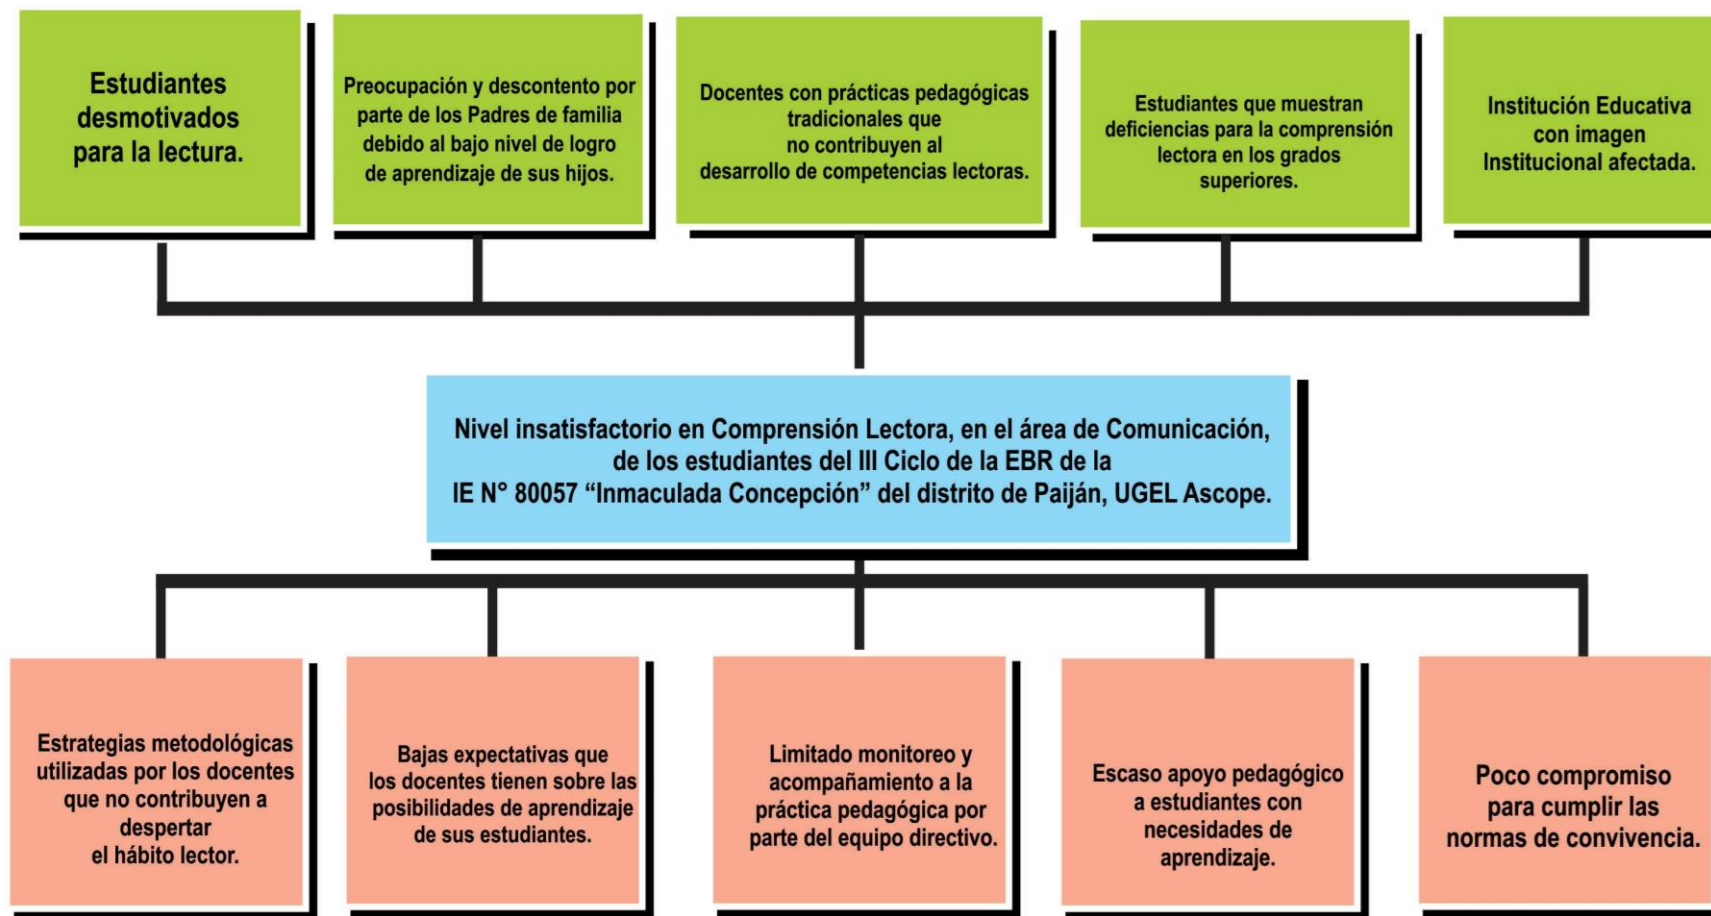 Estudiantes
desmotivados
para la lectura.
Preocupación y descontento por
parte de los Padres de familia
debido al bajo nivel de logro
de aprendizaje de sus hijos.
Docentes con prácticas pedagógicas
tradicionales que
no contribuyen al
desarrollo de competencias lectoras.
Estudiantes que muestran
deficiencias para la comprensión
lectora en los grados
superiores.
Institución Educativa
con imagen
Institucional afectada.
Nivel insatisfactorio en Comprensión Lectora, en el área de Comunicación,
de los estudiantes del III Ciclo de la EBR de la
IE N° 80057 “Inmaculada Concepción” del distrito de Paiján, UGEL Ascope.
Estrategias metodológicas
utilizadas por los docentes
que no contribuyen a
despertar
el hábito lector.
Bajas expectativas que
los docentes tienen sobre las
posibilidades de aprendizaje
de sus estudiantes.
Limitado monitoreo y
acompañamiento a la
práctica pedagógica por
parte del equipo directivo.
Escaso apoyo pedagógico
a estudiantes con
necesidades de
aprendizaje.
Poco compromiso
para cumplir las
normas de convivencia.